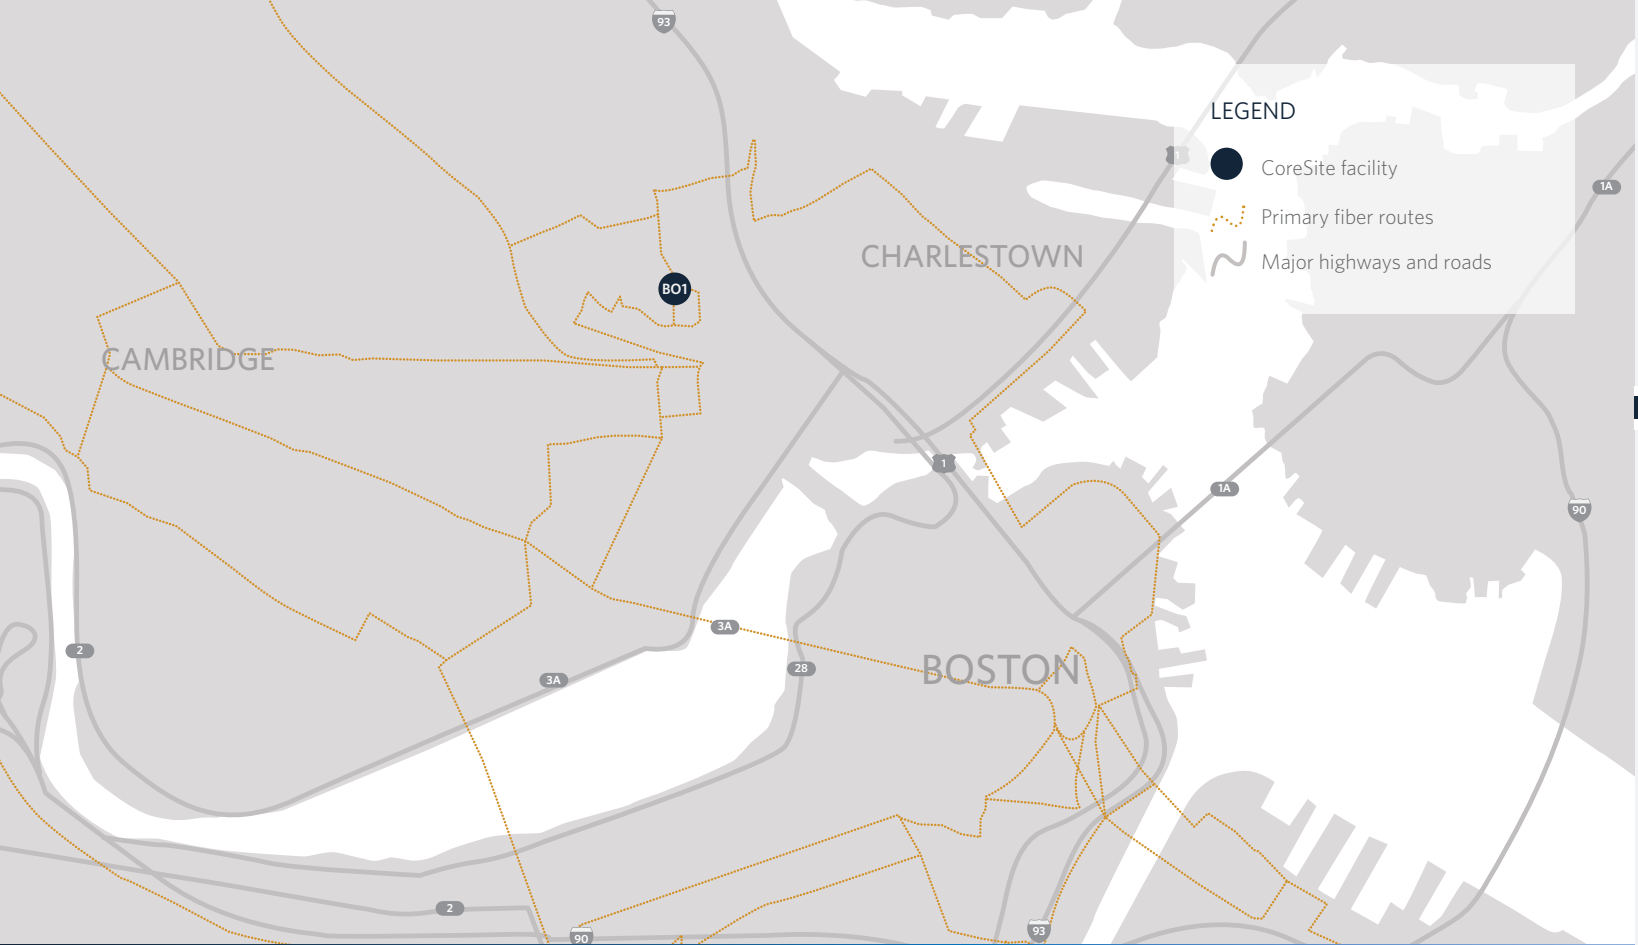 93
LEGEND
1
CoreSite facility
1A
Primary fiber routes
CHARLESTOWN
Major highways and roads
BO1
CAMBRIDGE
1
1A
90
3A
2
28
BOSTON
3A
2
93
90